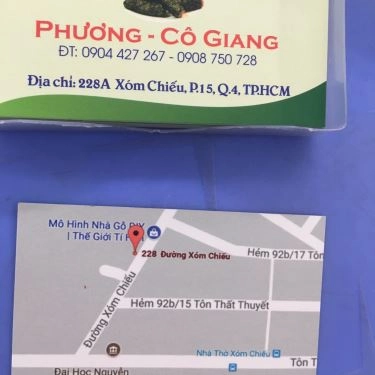 PHƯƠNG - CÔ GIANG
ĐT: 0904 427 267 - 0908 750 728
Địa chỉ: 228A Xóm Chiếu, P.15, Q.4, TP.HCM
Mô Hình Nhà Gỗ DIY
| Thế Giới Tí
228 Đường Xóm Chiếu
Hẻm 92b/17 Tôn
Đường Xóm Chiếu
Hẻm 92b/15 Tôn Thất Thuyết
Nhà Thờ Xóm Chiếu
Tôn T
Đại Học Nguyễn